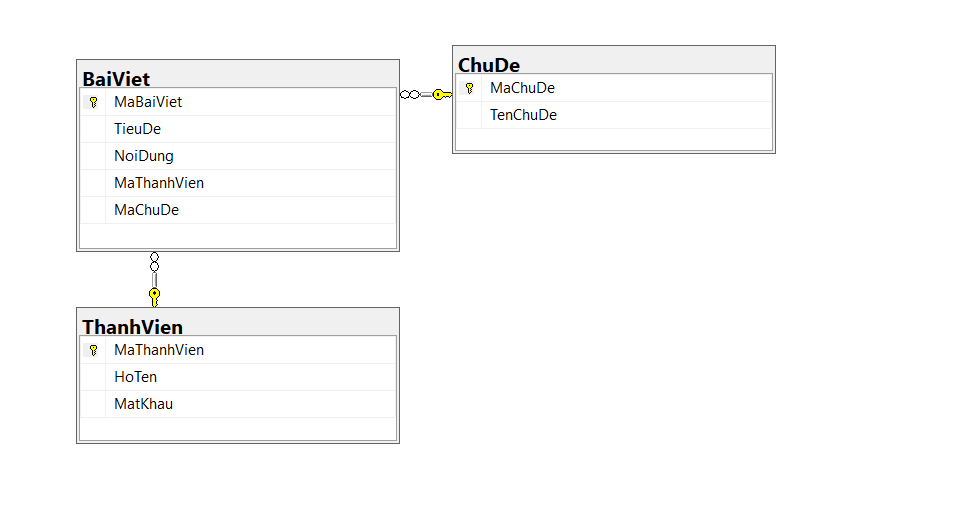 BaiViet
MaBaiViet
TieuDe
NoiDung
MaThanhVien
MaChuDe
ChuDe
MaChuDe
TenChuDe
ThanhVien
MaThanhVien
HoTen
MatKhau